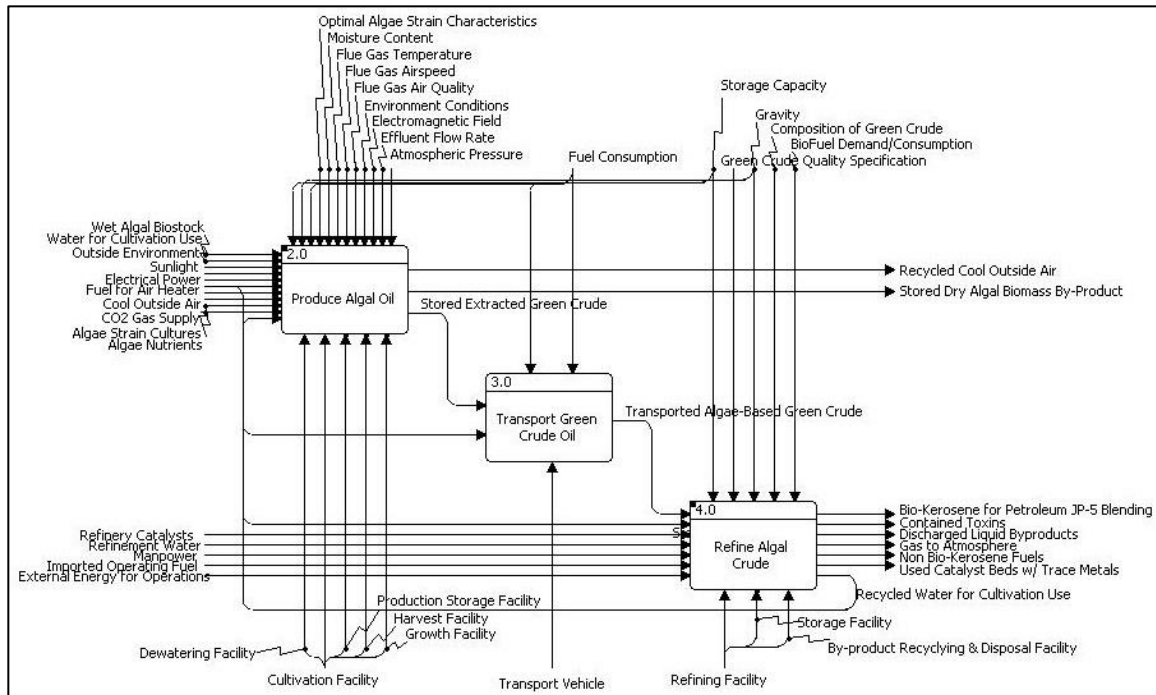 Optimal Algae Strain Characteristics
Moisture Content
Flue Gas Temperature
Flue Gas Airspeed
Flue Gas Air Quality
Environment Conditions
Electromagnetic Field
Effluent Flow Rate
Atmospheric Pressure
Fuel Consumption
Storage Capacity
Gravity
Composition of Green Crude
BioFuel Demand/Consumption
Green Crude Quality Specification
Wet Algal Biostock
Water for Cultivation Use
Outside Environment
Sunlight
Electrical Power
Fuel for Air Heater
Cool Outside Air
CO2 Gas Supply
Algae Strain Cultures
Algae Nutrients
2.0
Produce Algal Oil
Recycled Cool Outside Air
Stored Dry Algal Biomass By-Product
Stored Extracted Green Crude
3.0
Transport Green
Crude Oil
Transported Algae-Based Green Crude
4.0
Refine Algal
Crude
Refinery Catalysts
Refinement Water
Manpower
Imported Operating Fuel
External Energy for Operations
Bio-Kerosene for Petroleum JP-5 Blending
Contained Toxins
Discharged Liquid Byproducts
Gas to Atmosphere
Non Bio-Kerosene Fuels
Used Catalyst Beds w/ Trace Metals
Recycled Water for Cultivation Use
Production Storage Facility
Harvest Facility
Growth Facility
Dewatering Facility
Cultivation Facility
Transport Vehicle
Storage Facility
By-product Recyclying & Disposal Facility
Refining Facility